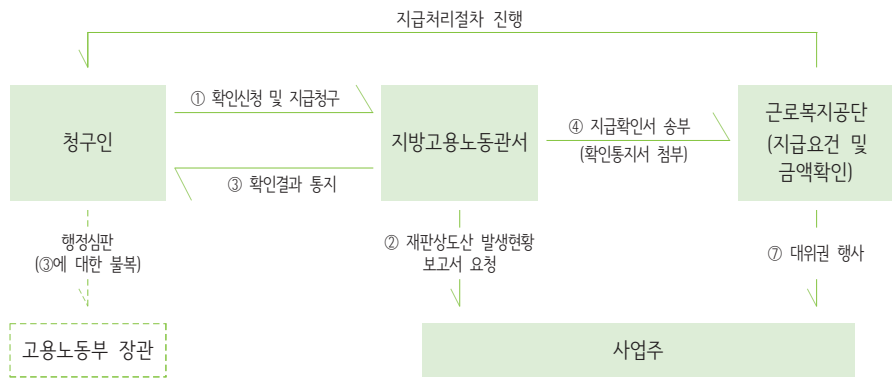 지급처리절차 진행
① 확인신청 및 지급청구
청구인
지방고용노동관서
④ 지급확인서 송부
(확인통지서 첨부)
근로복지공단
(지급요건 및
금액확인)
③ 확인결과 통지
행정심판
(③에 대한 불복)
② 재판상도산 발생현황
보고서 요청
⑦ 대위권 행사
고용노동부 장관
사업주